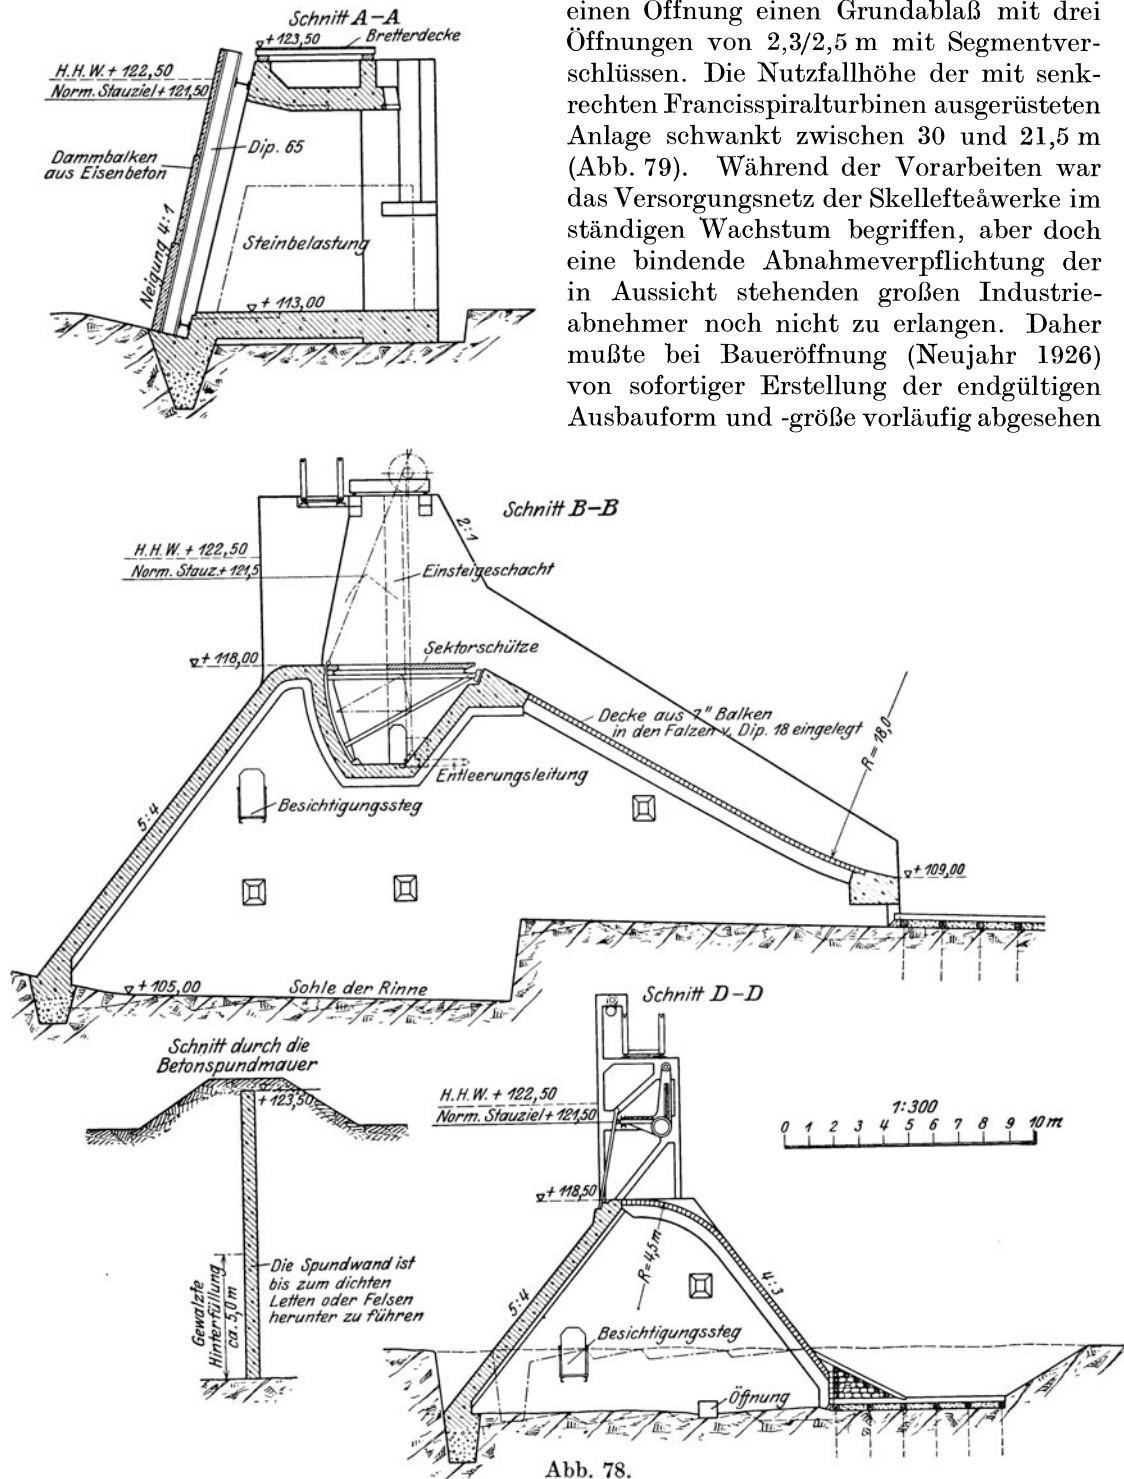 Schnitt A–A
+ 123,50
Bretterdecke
H.H.W. + 122,50
Norm. Stauziel + 121,50
Dip. 65
Dammbalken
aus Eisenbeton
Neigung 4:1
Steinbelastung
+ 113,00
einen Öffnung einen Grundablaß mit drei
Öffnungen von 2,3/2,5 m mit Segmentver-
schlüssen. Die Nutzfallhöhe der mit senk-
rechten Francisspiralturbinen ausgerüsteten
Anlage schwankt zwischen 30 und 21,5 m
(Abb. 79). Während der Vorarbeiten war
das Versorgungsnetz der Skellefteåwerke im
ständigen Wachstum begriffen, aber doch
eine bindende Abnahmeverpflichtung der
in Aussicht stehenden großen Industrie-
abnehmer noch nicht zu erlangen. Daher
mußte bei Baueröffnung (Neujahr 1926)
von sofortiger Erstellung der endgültigen
Ausbauform und -größe vorläufig abgesehen
Schnitt B–B
2:1
H.H.W. + 122,50
Norm. Stauz. + 121,5
Einsteigeschacht
Sektorschütze
+ 118,00
Decke aus 7" Balken
in den Falzen v. Dip. 18 eingelegt
R = 18,0
Entleerungsleitung
Besichtigungssteg
5:4
+ 109,00
+ 105,00
Sohle der Rinne
Schnitt durch die
Betonspundmauer
+ 123,50
Die Spundwand ist
bis zum dichten
Letten oder Felsen
herunter zu führen
Gewalzte
Hinterfüllung
ca. 5,0 m
Schnitt D–D
H.H.W. + 122,50
Norm. Stauziel + 121,50
1:300
0 1 2 3 4 5 6 7 8 9 10 m
+ 118,50
R = 4,5 m
4:3
5:4
Besichtigungssteg
Öffnung
Abb. 78.